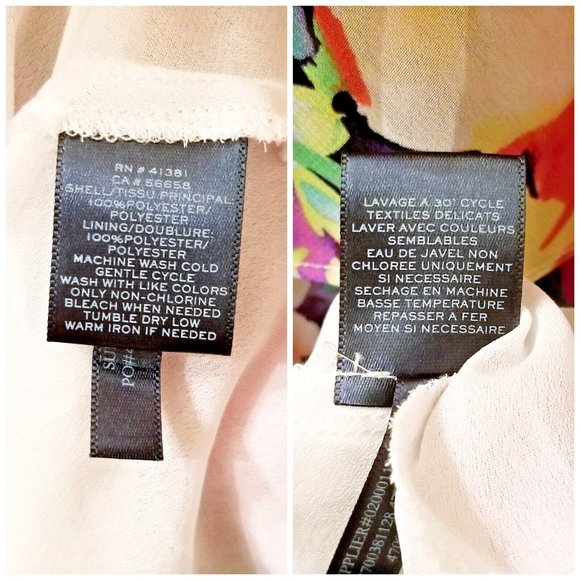 RN # 41381
CA # 56658
SHELL/TISSU PRINCIPAL:
100%POLYESTER/
POLYESTER
LINING/DOUBLURE:
100%POLYESTER/
POLYESTER
MACHINE WASH COLD
GENTLE CYCLE
WASH WITH LIKE COLORS
ONLY NON-CHLORINE
BLEACH WHEN NEEDED
TUMBLE DRY LOW
WARM IRON IF NEEDED
LAVAGE A 30° CYCLE
TEXTILES DELICATS
LAVER AVEC COULEURS
SEMBLABLES
EAU DE JAVEL NON
CHLOREE UNIQUEMENT
SI NECESSAIRE
SECHAGE EN MACHINE
BASSE TEMPERATURE
REPASSER A FER
MOYEN SI NECESSAIRE